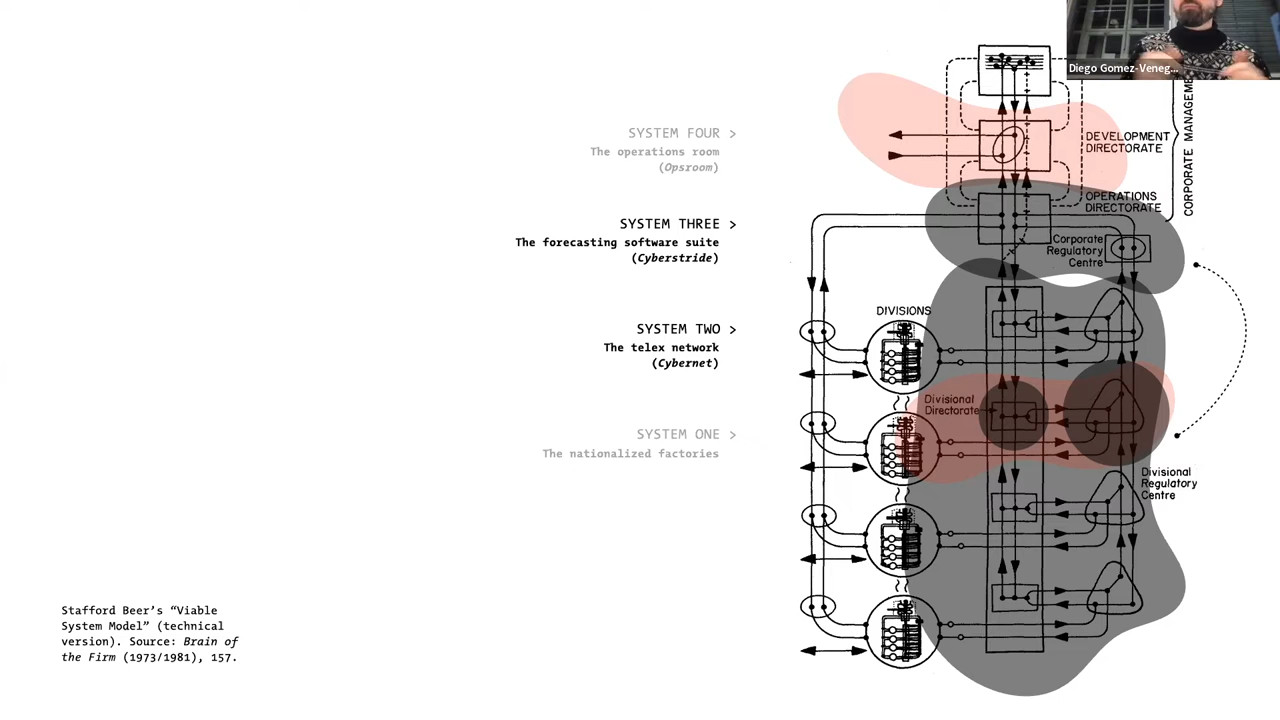 Diego Gomez-Veneg...
SYSTEM FOUR >
The operations room
(Opsroom)
SYSTEM THREE >
The forecasting software suite
(Cyberstride)
SYSTEM TWO >
The telex network
(Cybernet)
SYSTEM ONE >
The nationalized factories
DEVELOPMENT
DIRECTORATE
CORPORATE MANAGEME
OPERATIONS
DIRECTORATE
Corporate
Regulatory
Centre
DIVISIONS
Divisional
Directorate
Divisional
Regulatory
Centre
Stafford Beer’s “Viable
System Model” (technical
version). Source: Brain of
the Firm (1973/1981), 157.